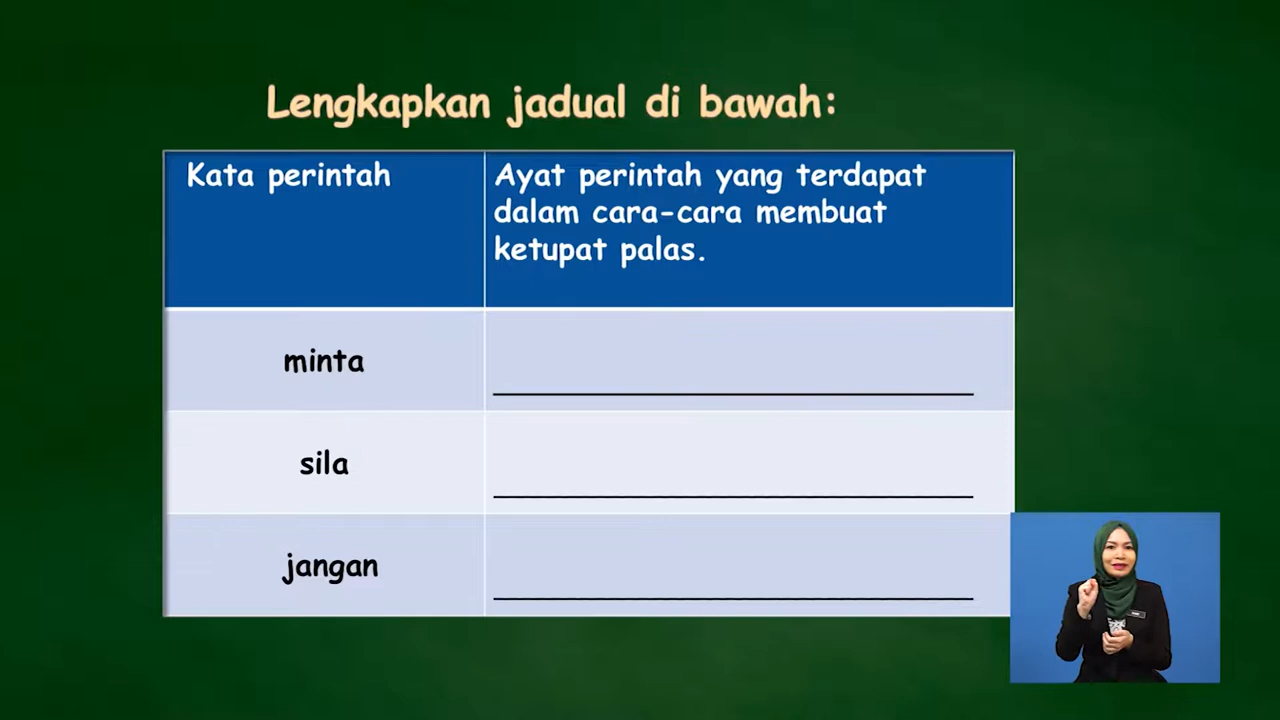 Lengkapkan jadual di bawah:
Kata perintah
Ayat perintah yang terdapat
dalam cara-cara membuat
ketupat palas.
minta
sila
jangan